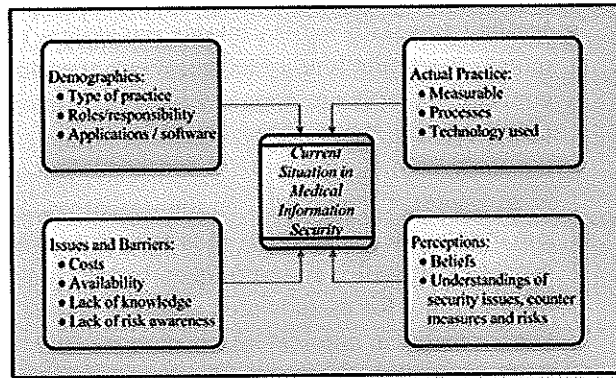 Demographics:
• Type of practice
• Roles/responsibility
• Applications / software
Actual Practice:
• Measurable
• Processes
• Technology used
Current
Situation in
Medical
Information
Security
Issues and Barriers:
• Costs
• Availability
• Lack of knowledge
• Lack of risk awareness
Perceptions:
• Beliefs
• Understandings of
security issues, counter
measures and risks